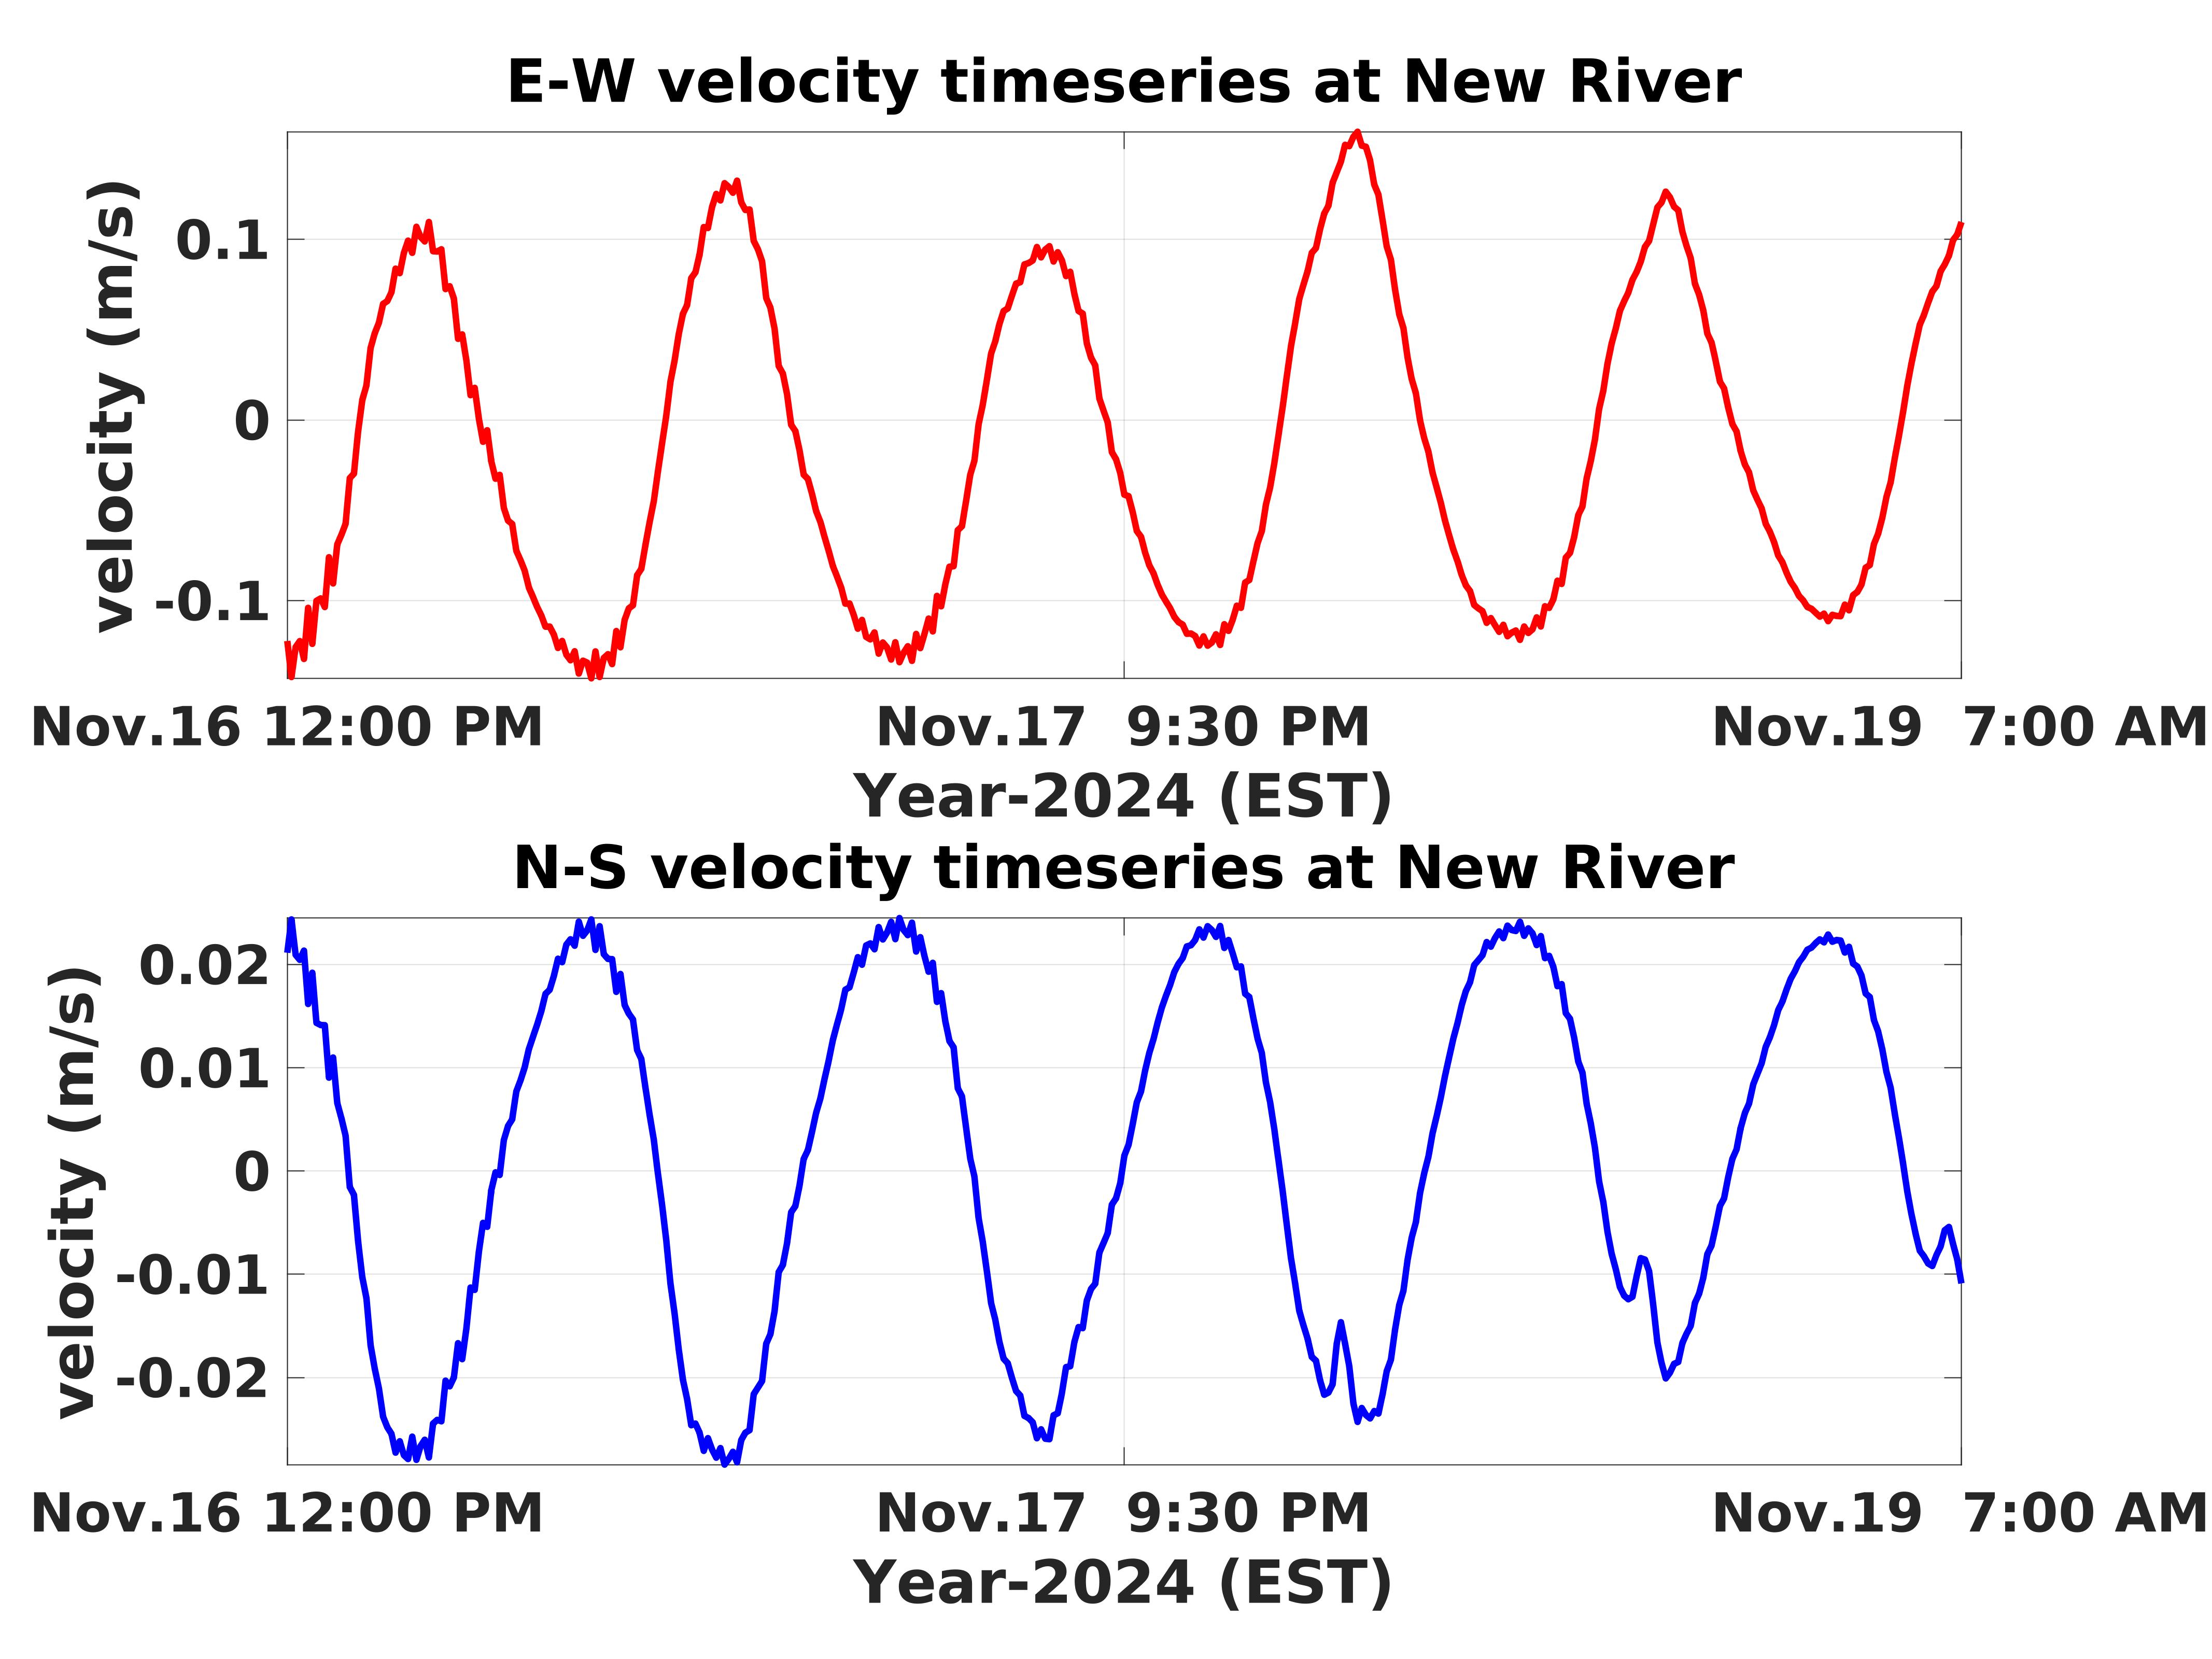 E-W velocity timeseries at New River
velocity (m/s)
0.1
0
-0.1
Nov.16 12:00 PM
Nov.17  9:30 PM
Nov.19  7:00 AM
Year-2024 (EST)
N-S velocity timeseries at New River
velocity (m/s)
0.02
0.01
0
-0.01
-0.02
Nov.16 12:00 PM
Nov.17  9:30 PM
Nov.19  7:00 AM
Year-2024 (EST)